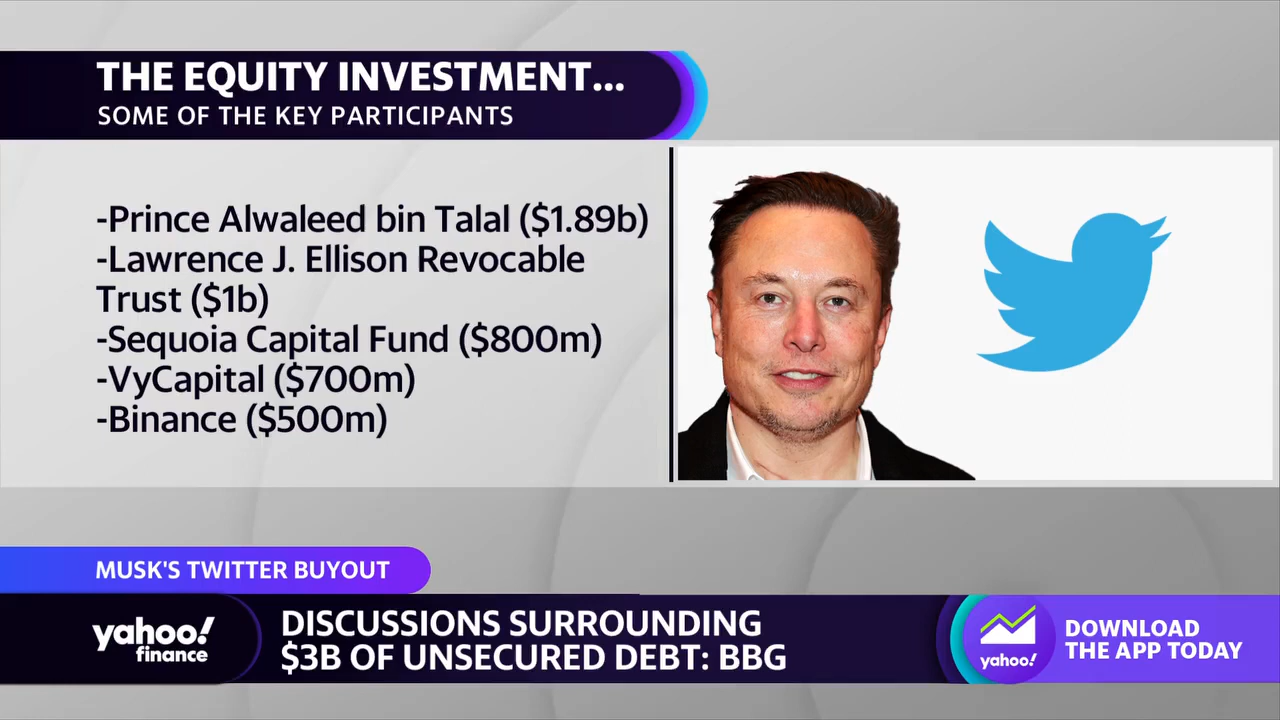 THE EQUITY INVESTMENT...
SOME OF THE KEY PARTICIPANTS
-Prince Alwaleed bin Talal ($1.89b)
-Lawrence J. Ellison Revocable
Trust ($1b)
-Sequoia Capital Fund ($800m)
-VyCapital ($700m)
-Binance ($500m)
MUSK'S TWITTER BUYOUT
yahoo!
finance
DISCUSSIONS SURROUNDING
$3B OF UNSECURED DEBT: BBG
yahoo!
DOWNLOAD
THE APP TODAY